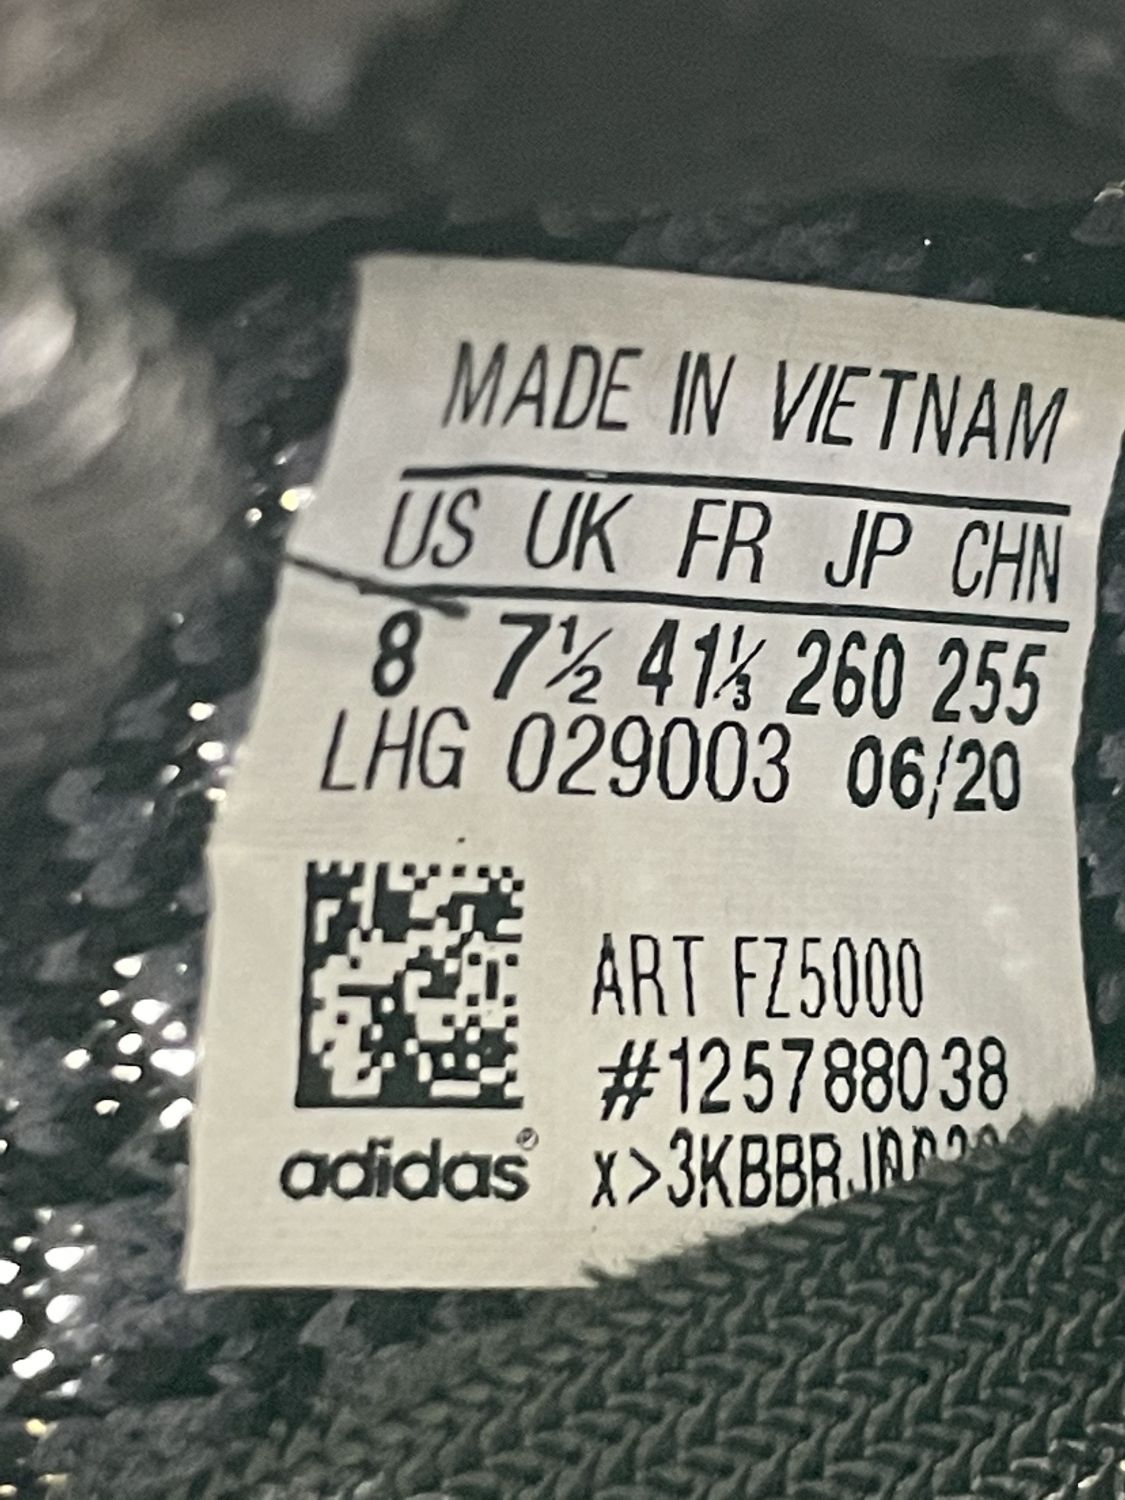 MADE IN VIETNAM
US UK FR JP CHN
8 7½ 41⅓ 260 255
LHG 029003 06/20
ART FZ5000
#125788038
adidas®